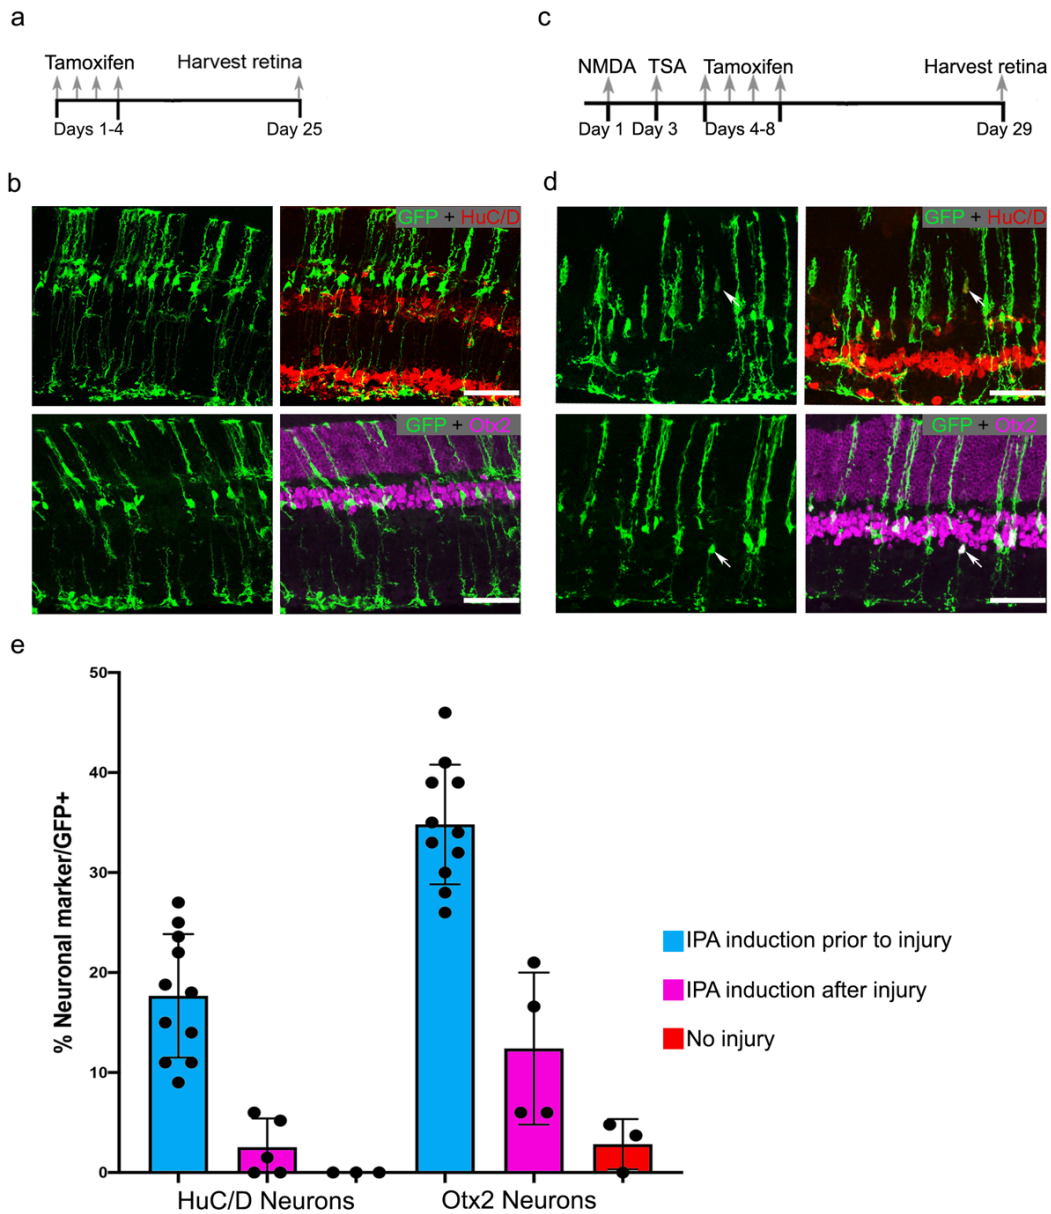 a
Tamoxifen Harvest retina
Days 1-4 Day 25
c
NMDA TSA Tamoxifen Harvest retina
Day 1 Day 3 Days 4-8 Day 29
b
GFP + HuC/D
GFP + Otx2
d
GFP + HuC/D
GFP + Otx2
e
% Neuronal marker/GFP+
50
40
30
20
10
0
HuC/D Neurons Otx2 Neurons
IPA induction prior to injury
IPA induction after injury
No injury